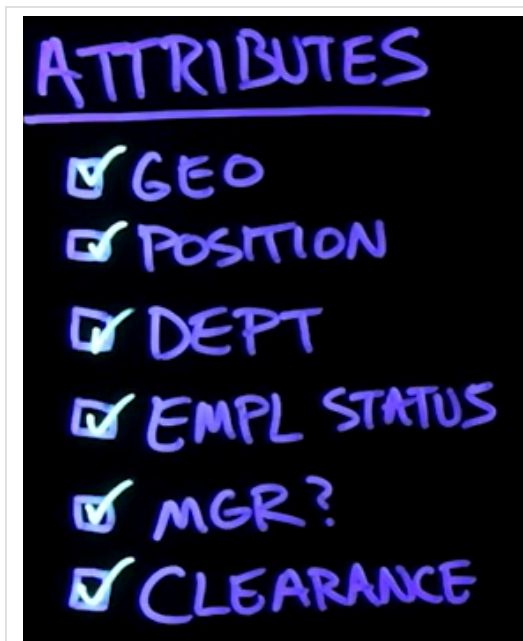 ATTRIBUTES
GEO
POSITION
DEPT
EMPL STATUS
MGR?
CLEARANCE